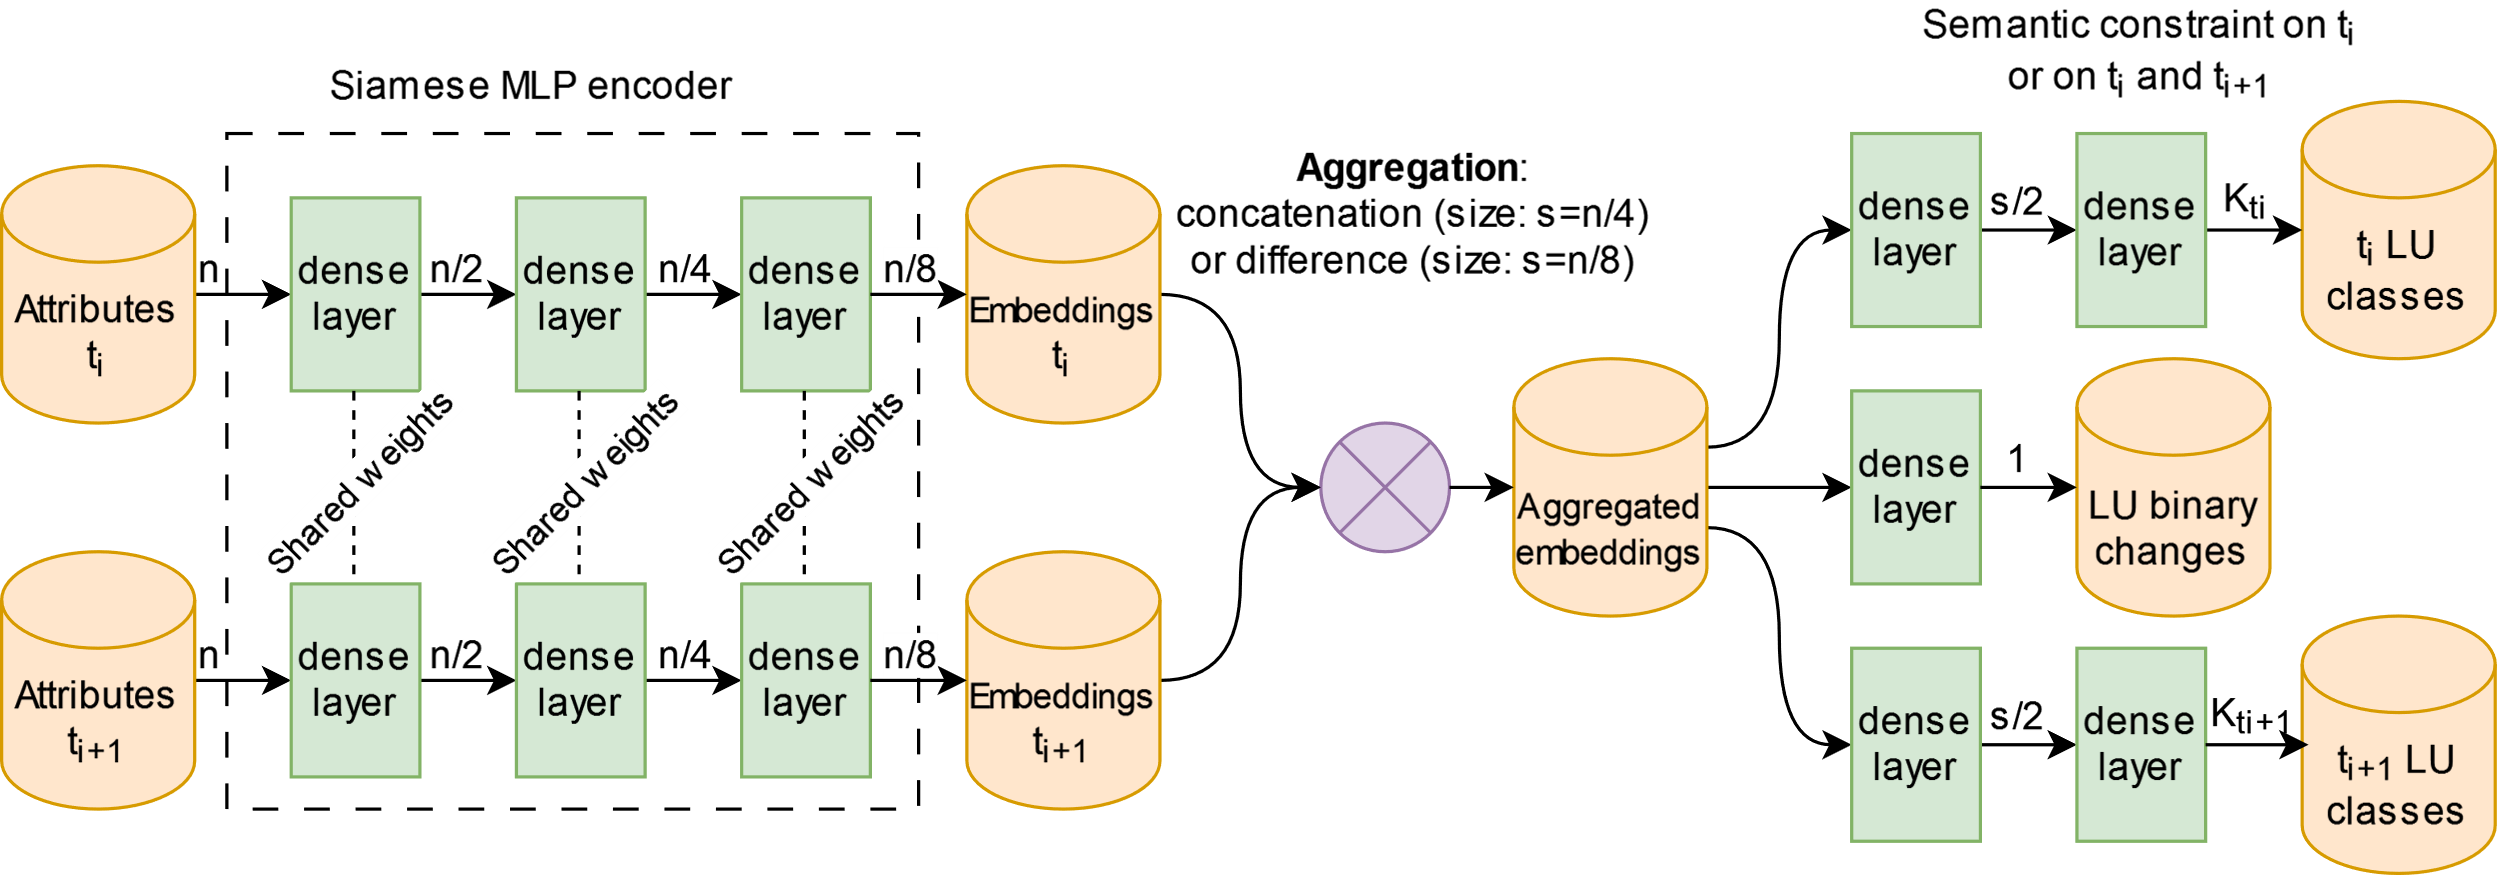 Semantic constraint on ti
or on ti and ti+1
Siamese MLP encoder
Aggregation:
concatenation (size: s=n/4)
or difference (size: s=n/8)
Attributes
ti
n
dense
layer
n/2
dense
layer
n/4
dense
layer
n/8
Embeddings
ti
Shared weights
Shared weights
Shared weights
Attributes
ti+1
n
dense
layer
n/2
dense
layer
n/4
dense
layer
n/8
Embeddings
ti+1
Aggregated
embeddings
dense
layer
s/2
dense
layer
Kti
ti LU
classes
dense
layer
1
LU binary
changes
dense
layer
s/2
dense
layer
Kti+1
ti+1 LU
classes